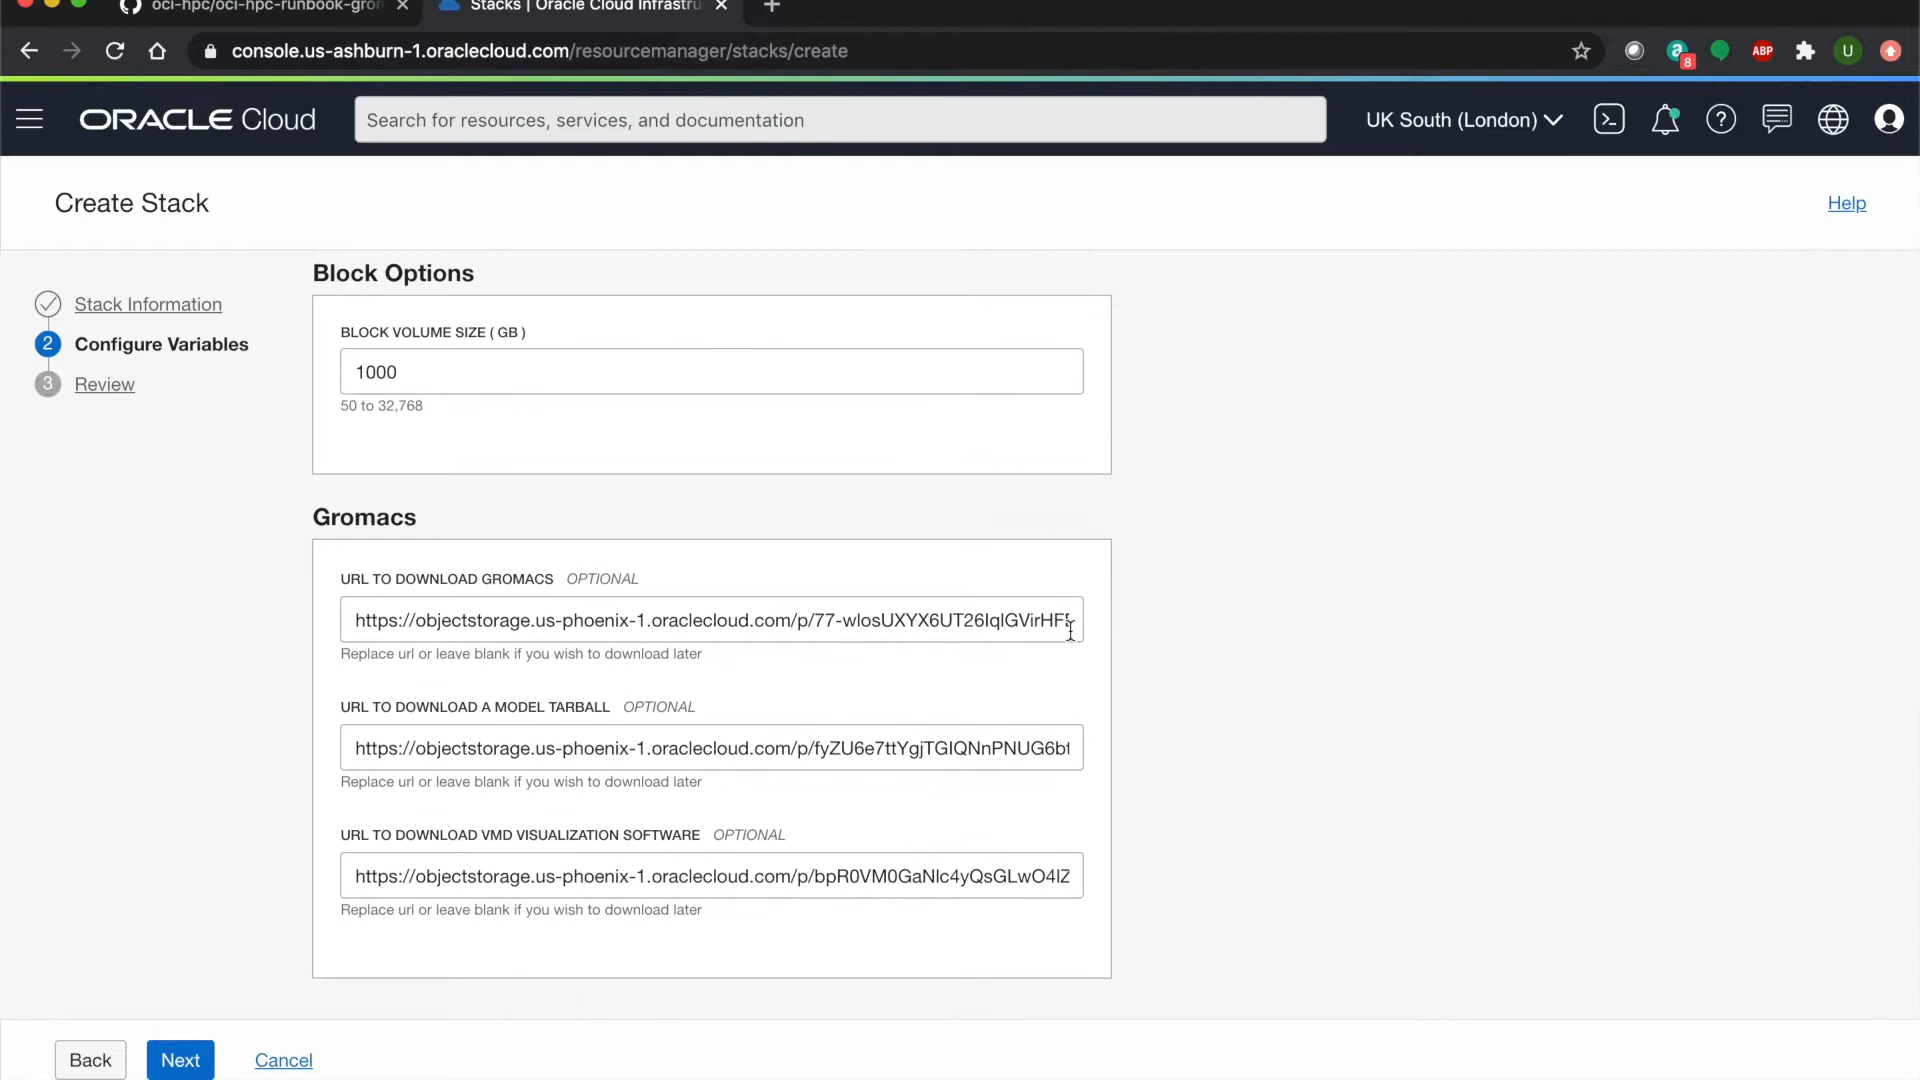 oci-hpc/oci-hpc-runbook-gron
Stacks | Oracle Cloud Infrastru
console.us-ashburn-1.oraclecloud.com/resourcemanager/stacks/create
8
ABP
U
ORACLE Cloud
Search for resources, services, and documentation
UK South (London)
Create Stack
Help
Stack Information
2 Configure Variables
3 Review
Block Options
BLOCK VOLUME SIZE ( GB )
1000
50 to 32,768
Gromacs
URL TO DOWNLOAD GROMACS OPTIONAL
https://objectstorage.us-phoenix-1.oraclecloud.com/p/77-wlosUXYX6UT26IqlGVirHF
Replace url or leave blank if you wish to download later
URL TO DOWNLOAD A MODEL TARBALL OPTIONAL
https://objectstorage.us-phoenix-1.oraclecloud.com/p/fyZU6e7ttYgjTGIQNnPNUG6bf
Replace url or leave blank if you wish to download later
URL TO DOWNLOAD VMD VISUALIZATION SOFTWARE OPTIONAL
https://objectstorage.us-phoenix-1.oraclecloud.com/p/bpR0VM0GaNlc4yQsGLwO4lZ
Replace url or leave blank if you wish to download later
Back
Next
Cancel